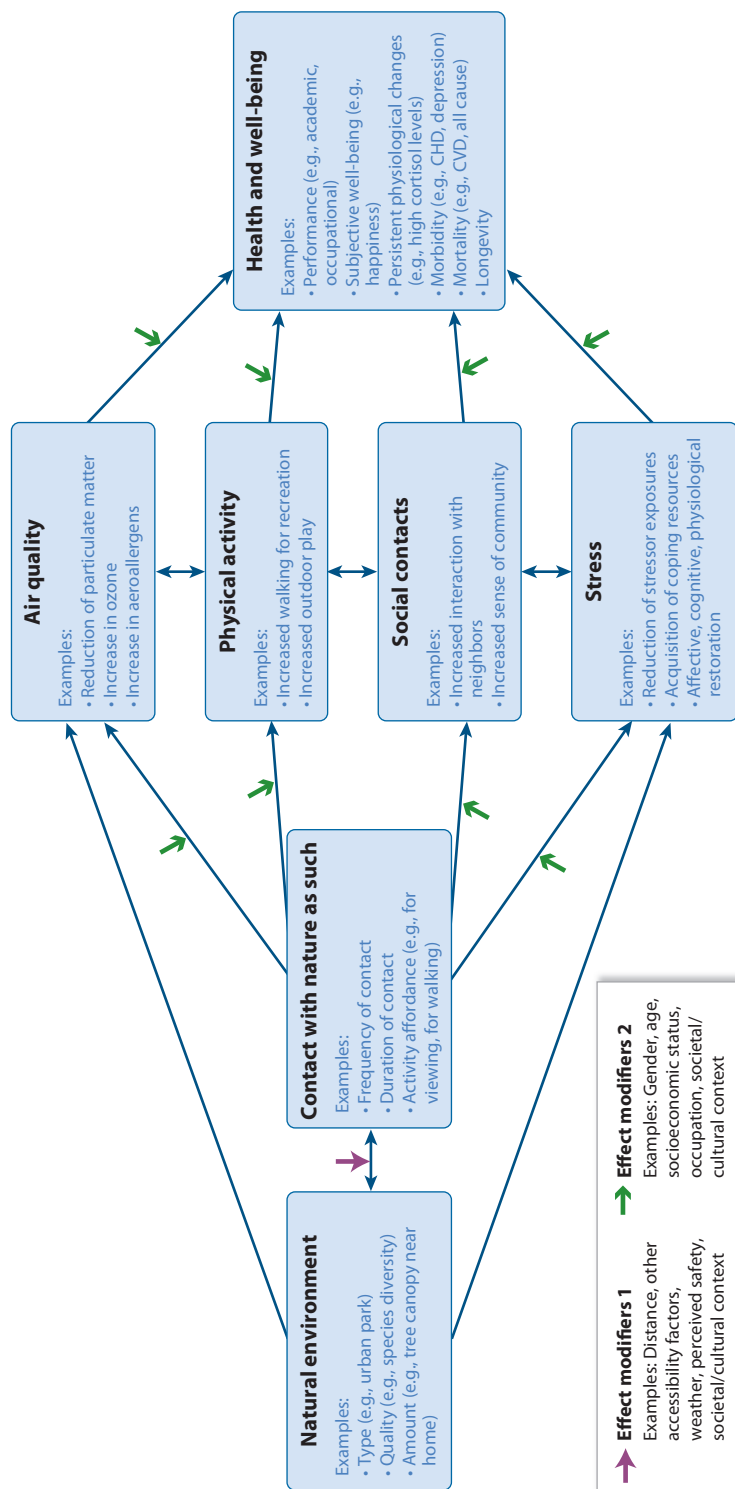 Natural environment
Examples:
• Type (e.g., urban park)
• Quality (e.g., species diversity)
• Amount (e.g., tree canopy near
home)
Contact with nature as such
Examples:
• Frequency of contact
• Duration of contact
• Activity affordance (e.g., for
viewing, for walking)
Air quality
Examples:
• Reduction of particulate matter
• Increase in ozone
• Increase in aeroallergens
Physical activity
Examples:
• Increased walking for recreation
• Increased outdoor play
Social contacts
Examples:
• Increased interaction with
neighbors
• Increased sense of community
Stress
Examples:
• Reduction of stressor exposures
• Acquisition of coping resources
• Affective, cognitive, physiological
restoration
Health and well-being
Examples:
• Performance (e.g., academic,
occupational)
• Subjective well-being (e.g.,
happiness)
• Persistent physiological changes
(e.g., high cortisol levels)
• Morbidity (e.g., CHD, depression)
• Mortality (e.g., CVD, all cause)
• Longevity
Effect modifiers 1
Examples: Distance, other
accessibility factors,
weather, perceived safety,
societal/cultural context
Effect modifiers 2
Examples: Gender, age,
socioeconomic status,
occupation, societal/
cultural context